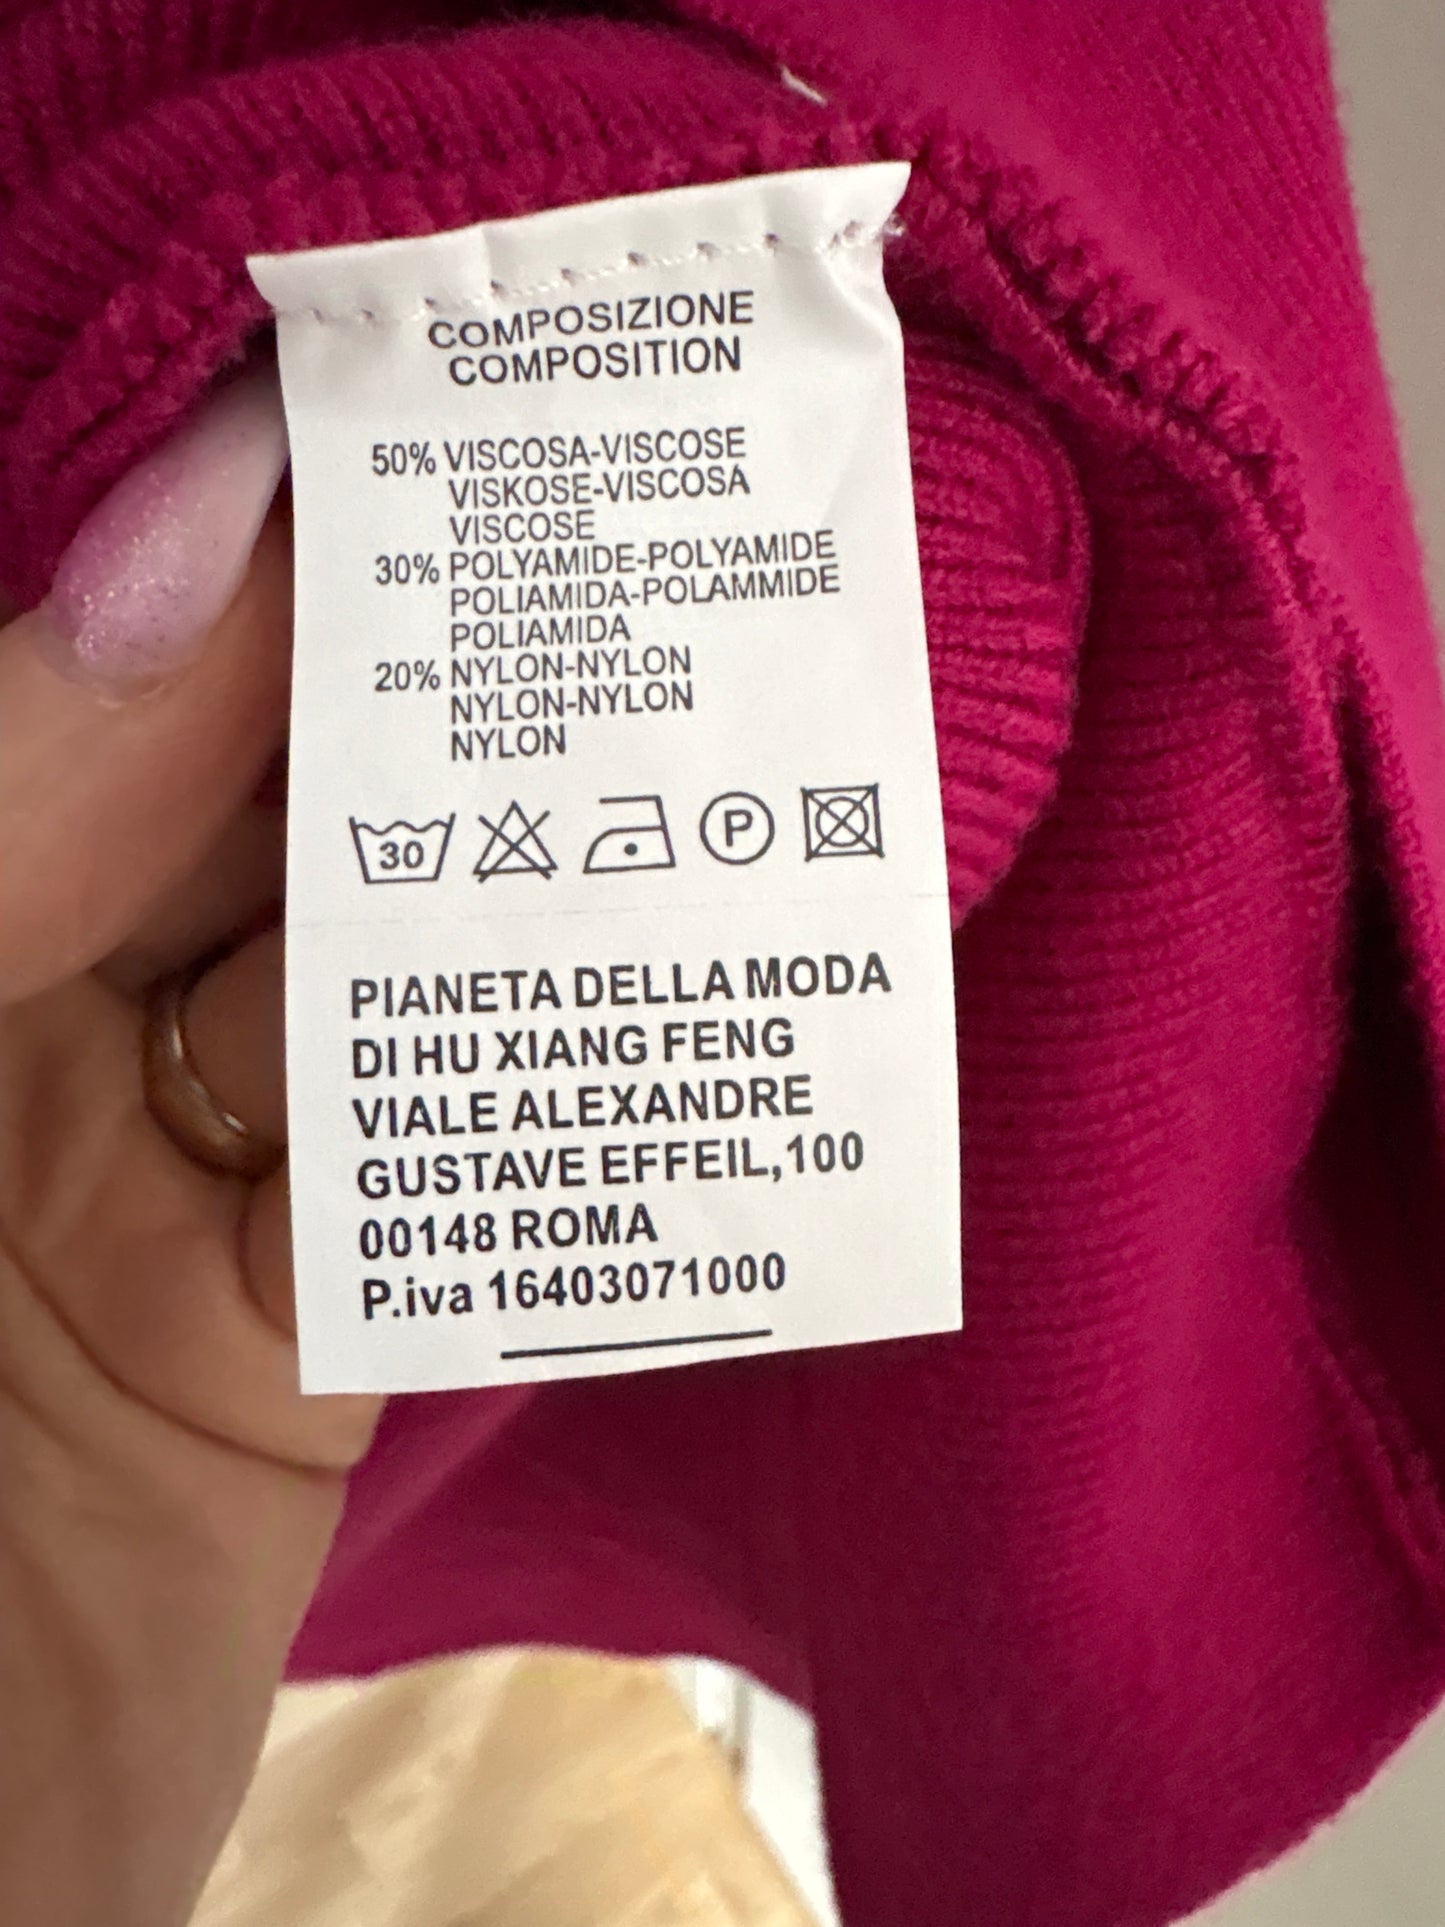 COMPOSIZIONE
COMPOSITION
50% VISCOSA-VISCOSE
VISKOSE-VISCOSA
VISCOSE
30% POLYAMIDE-POLYAMIDE
POLIAMIDA-POLAMMIDE
POLIAMIDA
20% NYLON-NYLON
NYLON-NYLON
NYLON
30 P
PIANETA DELLA MODA
DI HU XIANG FENG
VIALE ALEXANDRE
GUSTAVE EFFEIL,100
00148 ROMA
P.iva 16403071000